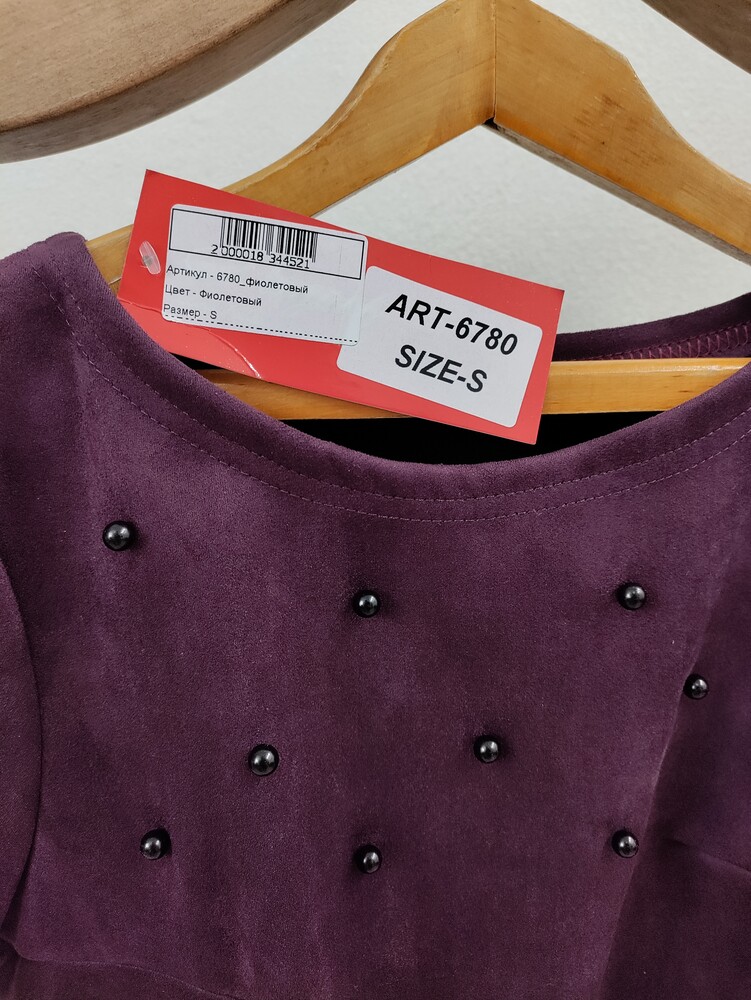 2 000018 344521
Артикул - 6780_фиолетовый
Цвет - Фиолетовый
Размер - S
ART-6780
SIZE-S